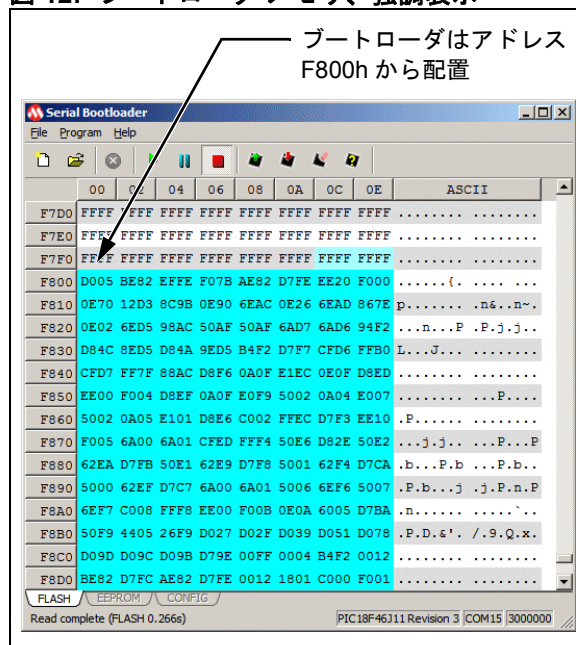 ブートローダはアドレス
F800h から配置
Serial Bootloader
File Program Help
00 02 04 06 08 0A 0C 0E ASCII
F7D0 FFFF FFFF FFFF FFFF FFFF FFFF FFFF FFFF ........ ........
F7E0 FFFF FFFF FFFF FFFF FFFF FFFF FFFF FFFF ........ ........
F7F0 FFFF FFFF FFFF FFFF FFFF FFFF FFFF FFFF ........ ........
F800 D005 BE82 EFFE F07B AE82 D7FE EE20 F000 ......{. .... ...
F810 0E70 12D3 8C9B 0E90 6EAC 0E26 6EAD 867E p....... .n&..n~.
F820 0E02 6ED5 98AC 50AF 50AF 6AD7 6AD6 94F2 ...n...P .P.j.j..
F830 D84C 8ED5 D84A 9ED5 B4F2 D7F7 CFD6 FFB0 L...J... ........
F840 CFD7 FF7F 88AC D8F6 0A0F E1EC 0E0F D8ED ........ ........
F850 EE00 F004 D8EF 0A0F E0F9 5002 0A04 E007 ........ ...P....
F860 5002 0A05 E101 D8E6 C002 FFEC D7F3 EE10 .P...... ........
F870 F005 6A00 6A01 CFED FFF4 50E6 D82E 50E2 ...j.j.. ...P...P
F880 62EA D7FB 50E1 62E9 D7F8 5001 62F4 D7CA .b...P.b ...P.b..
F890 5000 62EF D7C7 6A00 6A01 5006 6EF6 5007 .P.b...j .j.P.n.P
F8A0 6EF7 C008 FFF8 EE00 F00B 0E0A 6005 D7BA .n...... .....`..
F8B0 50F9 4405 26F9 D027 D02F D039 D051 D078 .P.D.&'. /.9.Q.x.
F8C0 D09D D09C D09B D79E 00FF 0004 B4F2 0012 ........ ........
F8D0 BE82 D7FC AE82 D7FE 0012 1801 C000 F001 ........ ........
FLASH EEPROM CONFIG
Read complete (FLASH 0.266s) PIC18F46J11 Revision 3 COM15 3000000